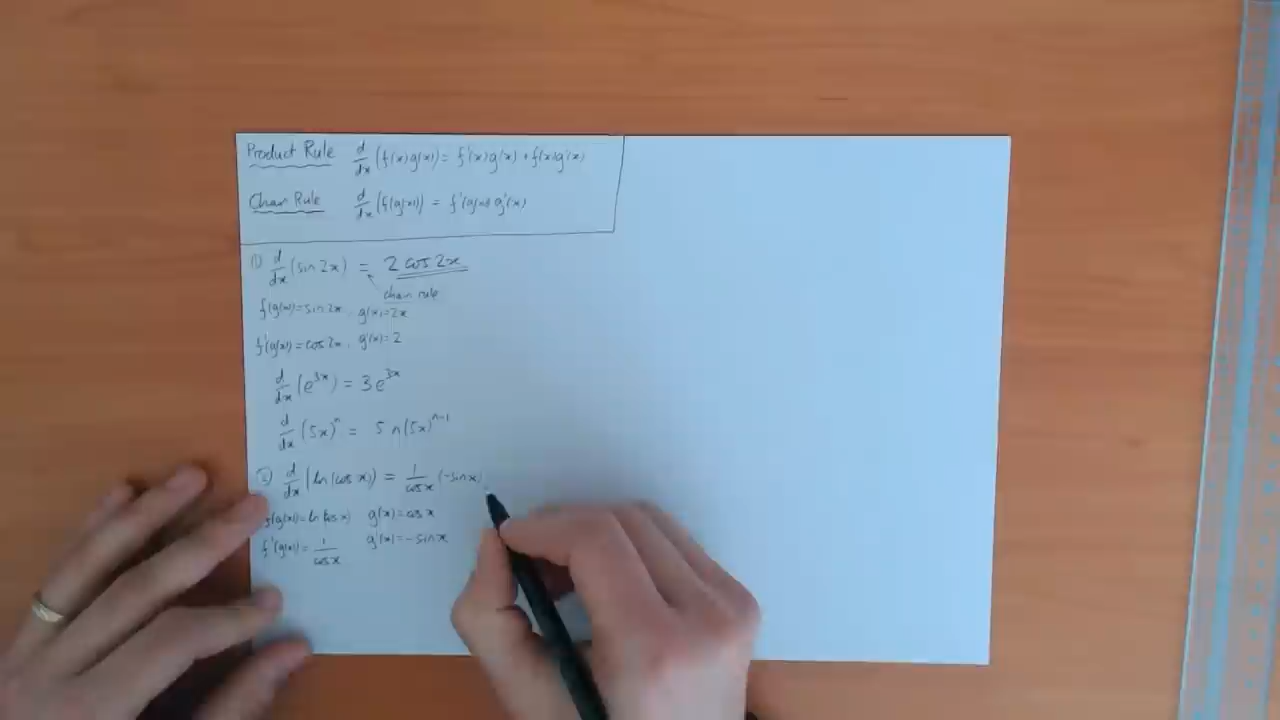 Product Rule d/dx (f(x)g(x)) = f'(x)g(x) + f(x)g'(x)
Chain Rule d/dx (f(g(x))) = f'(g(x)) g'(x)
(1) d/dx (sin 2x) = 2 cos 2x
chain rule
f(g(x)) = sin 2x, g(x) = 2x
f'(g(x)) = cos 2x, g'(x) = 2
d/dx (e^{3x}) = 3e^{3x}
d/dx (5x)^n = 5n(5x)^{n-1}
(2) d/dx (ln(cos x)) = 1/cos x (-sin x)
f(g(x)) = ln(cos x) g(x) = cos x
f'(g(x)) = 1/cos x g'(x) = -sin x